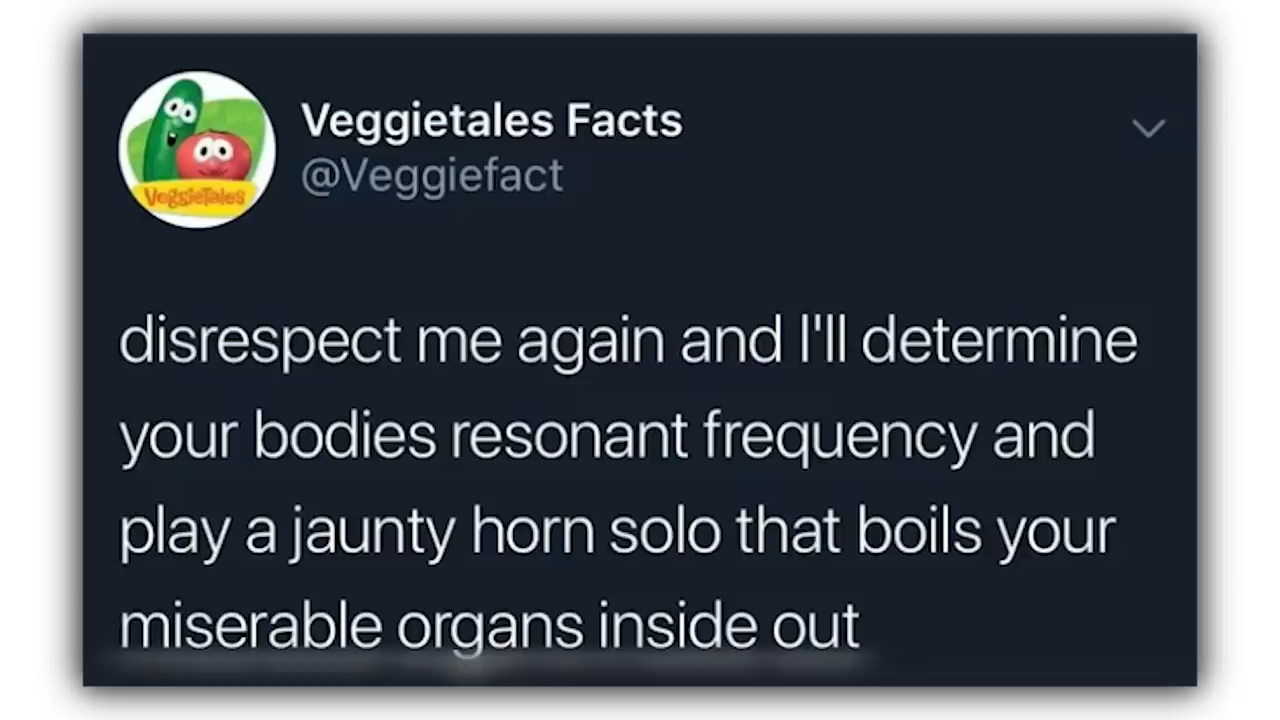 VeggieTales
Veggietales Facts
@Veggiefact
disrespect me again and I'll determine
your bodies resonant frequency and
play a jaunty horn solo that boils your
miserable organs inside out